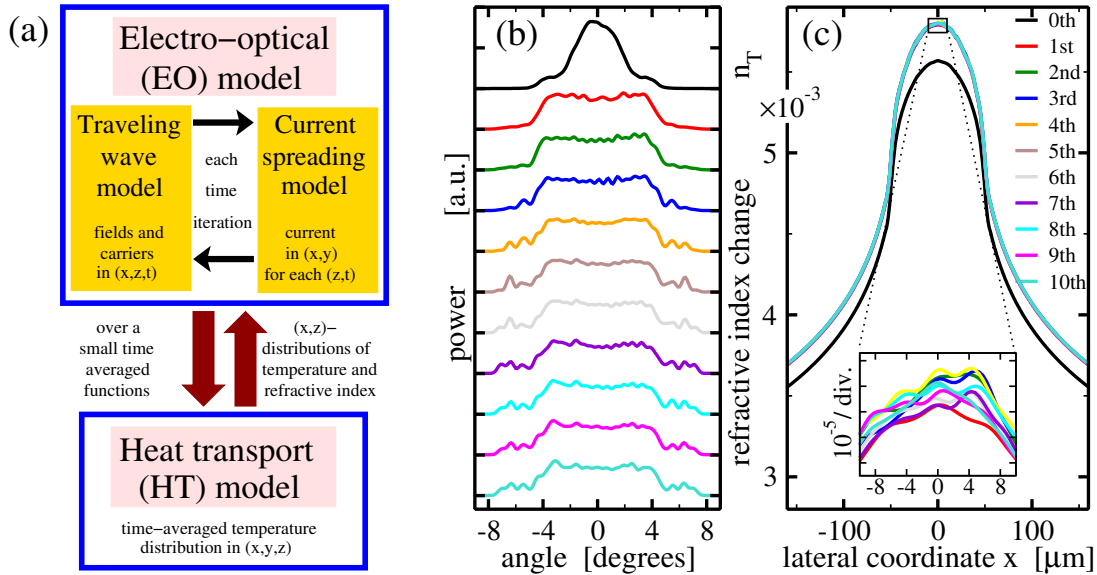 (a)
Electro−optical
(EO) model
Traveling
wave
model
fields and
carriers
in (x,z,t)
each
time
iteration
Current
spreading
model
current
in (x,y)
for each (z,t)
over a
small time
averaged
functions
(x,z)−
distributions of
temperature and
refractive index
Heat transport
(HT) model
time−averaged temperature
distribution in (x,y,z)
(b)
power [a.u.]
-8 -4 0 4 8
angle [degrees]
(c)
refractive index change n_T
×10⁻³
5
4
3
0th
1st
2nd
3rd
4th
5th
6th
7th
8th
9th
10th
10⁻⁵/ div.
-8 -4 0 4 8
-100 0 100
lateral coordinate x [μm]